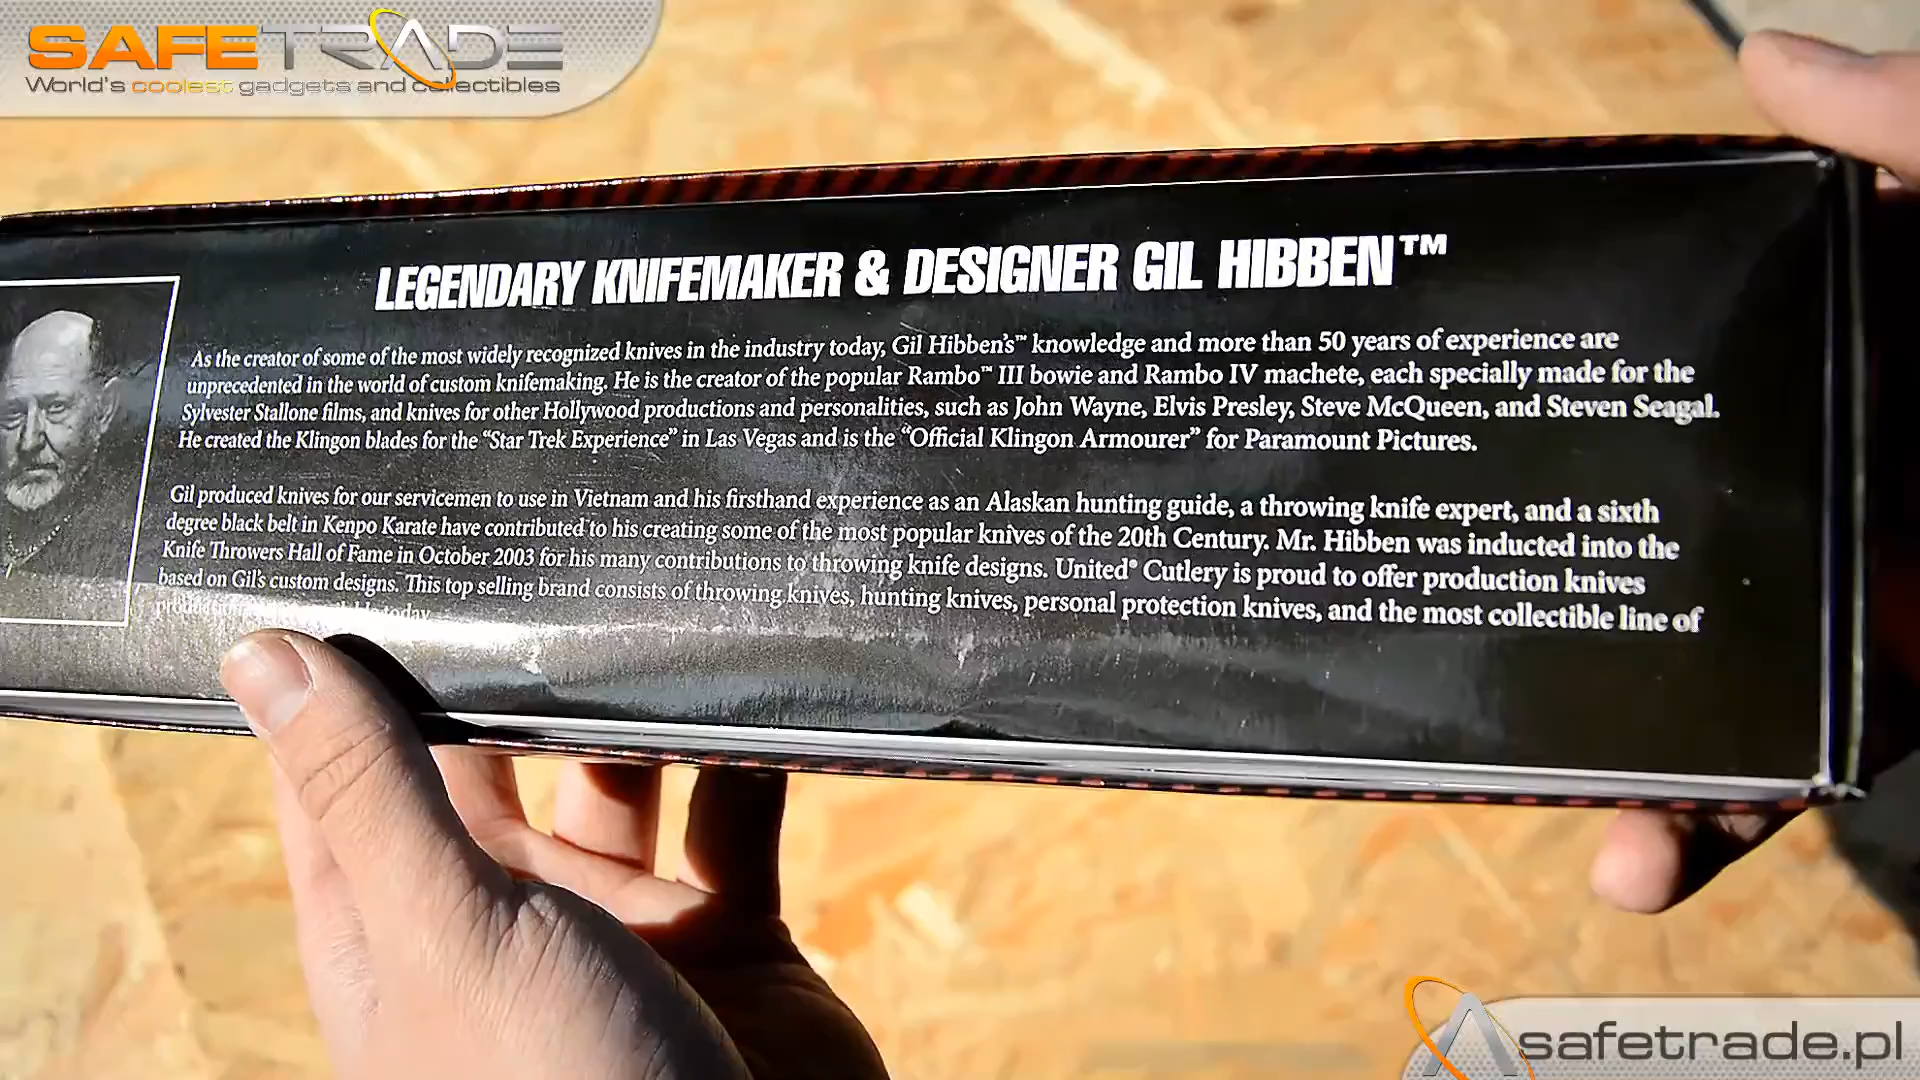 SAFETRADE
World's coolest gadgets and collectibles
LEGENDARY KNIFEMAKER & DESIGNER GIL HIBBEN™
As the creator of some of the most widely recognized knives in the industry today, Gil Hibben's™ knowledge and more than 50 years of experience are
unprecedented in the world of custom knifemaking. He is the creator of the popular Rambo™ III bowie and Rambo IV machete, each specially made for the
Sylvester Stallone films, and knives for other Hollywood productions and personalities, such as John Wayne, Elvis Presley, Steve McQueen, and Steven Seagal.
He created the Klingon blades for the “Star Trek Experience” in Las Vegas and is the “Official Klingon Armourer” for Paramount Pictures.
Gil produced knives for our servicemen to use in Vietnam and his firsthand experience as an Alaskan hunting guide, a throwing knife expert, and a sixth
degree black belt in Kenpo Karate have contributed to his creating some of the most popular knives of the 20th Century. Mr. Hibben was inducted into the
Knife Throwers Hall of Fame in October 2003 for his many contributions to throwing knife designs. United® Cutlery is proud to offer production knives
based on Gil's custom designs. This top selling brand consists of throwing knives, hunting knives, personal protection knives, and the most collectible line of
today
safetrade.pl